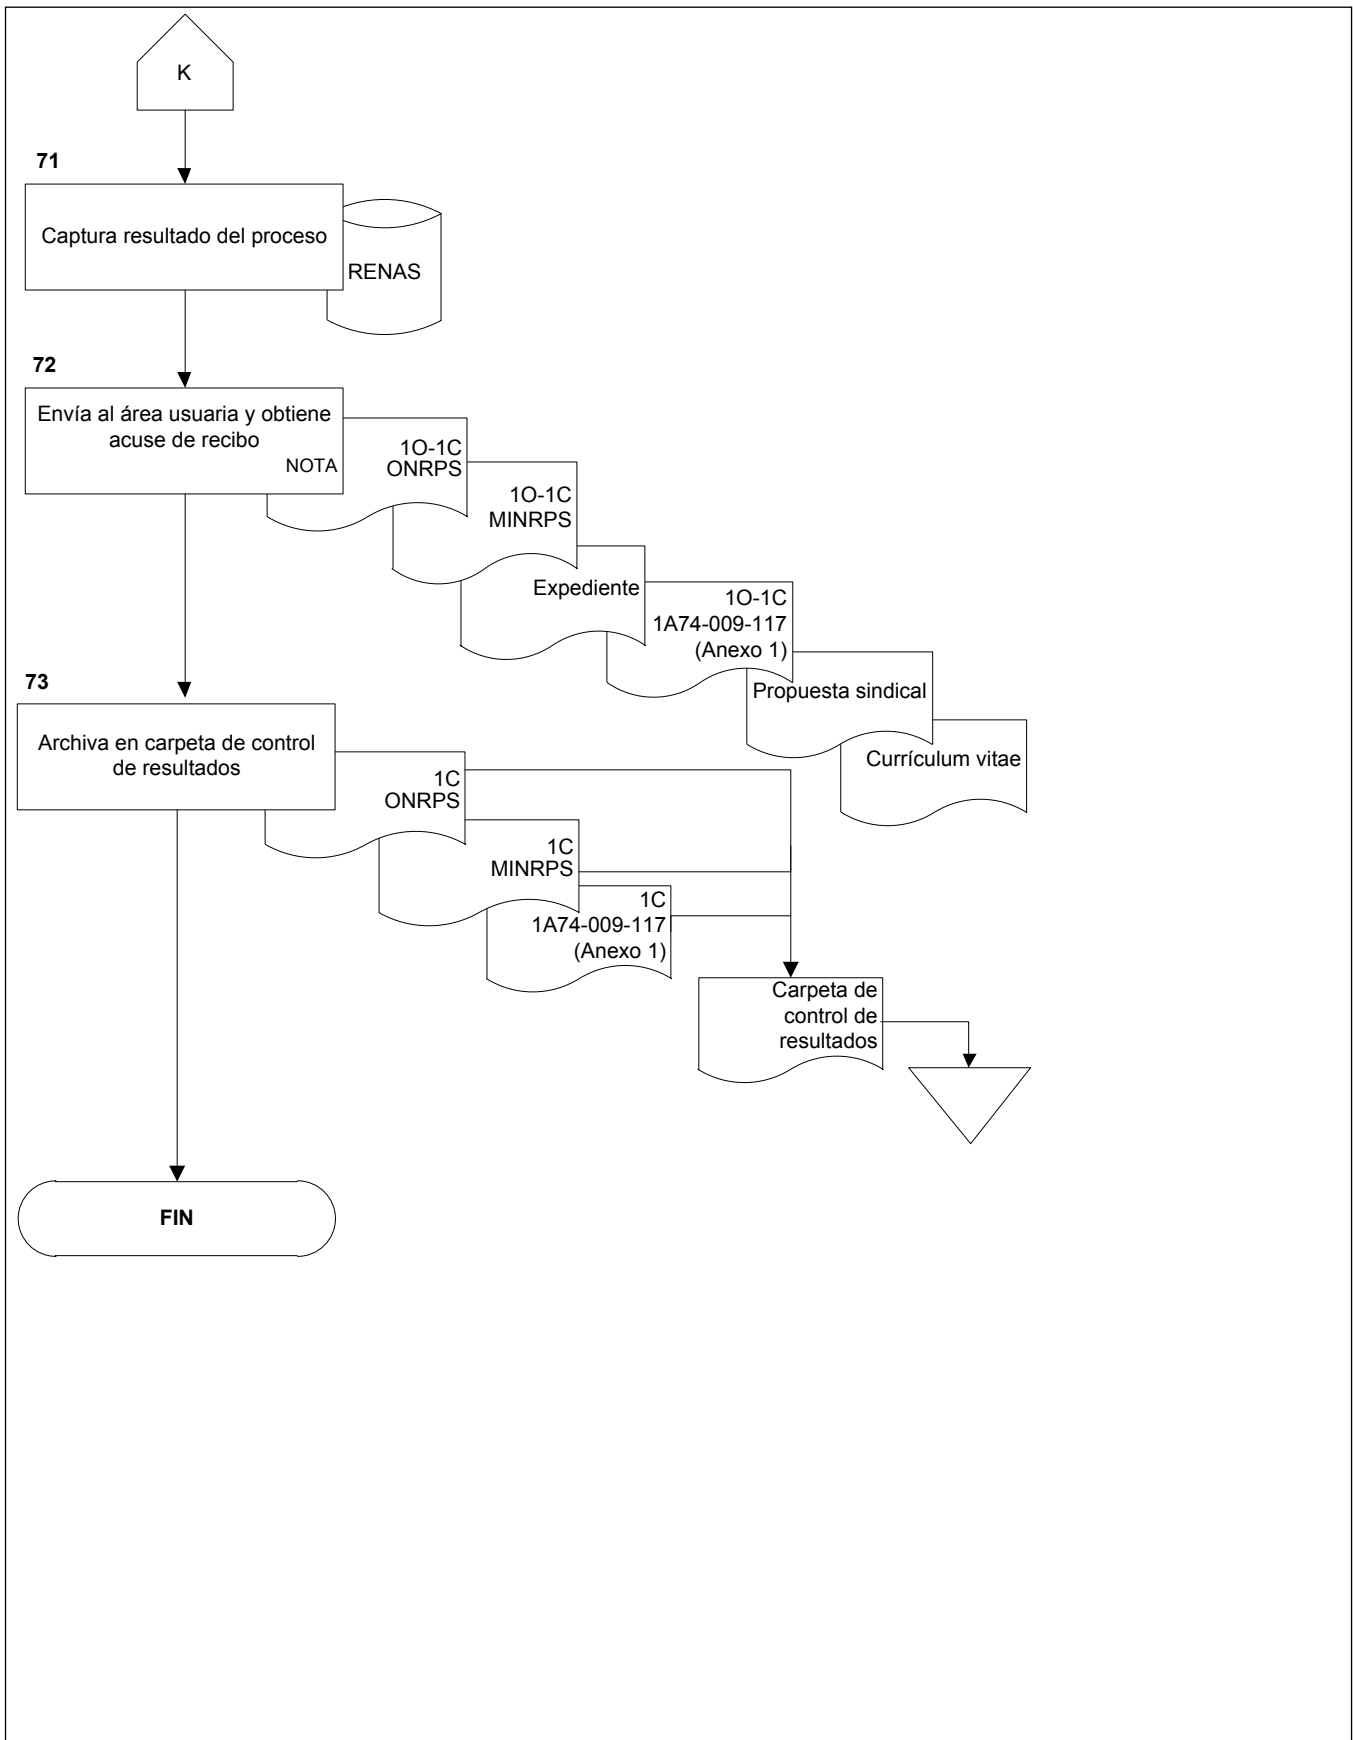 K
71
Captura resultado del proceso
RENAS
72
Envía al área usuaria y obtiene
acuse de recibo
NOTA
1O-1C
ONRPS
1O-1C
MINRPS
Expediente
1O-1C
1A74-009-117
(Anexo 1)
Propuesta sindical
Currículum vitae
73
Archiva en carpeta de control
de resultados
1C
ONRPS
1C
MINRPS
1C
1A74-009-117
(Anexo 1)
Carpeta de
control de
resultados
FIN